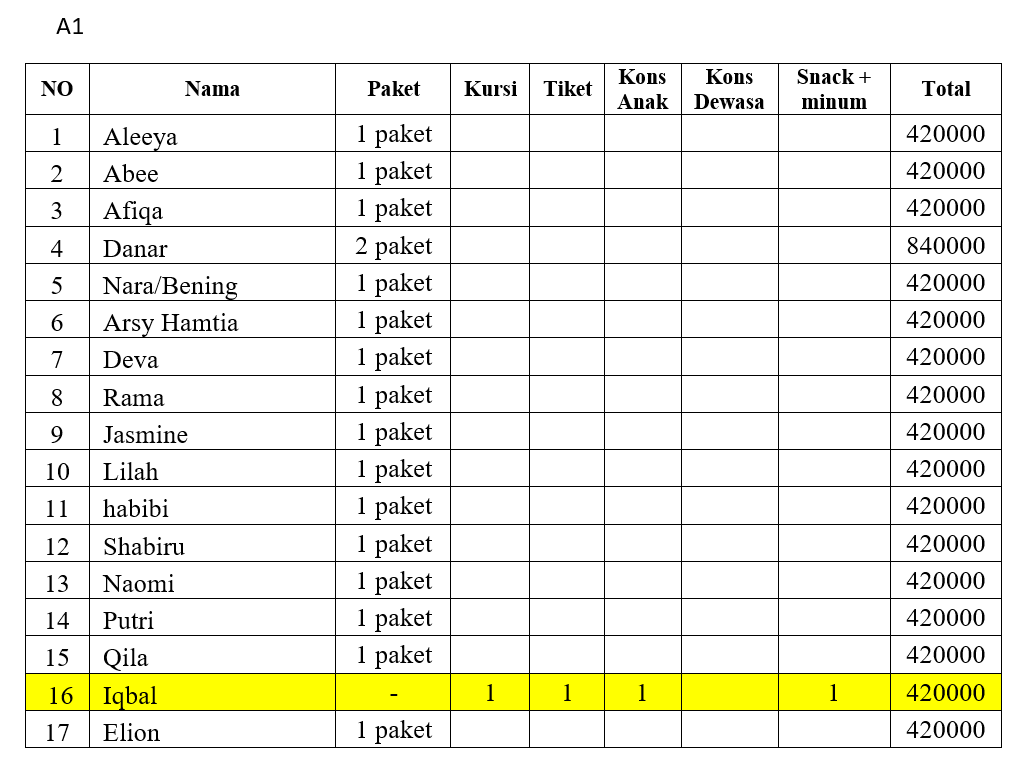 A1
NO Nama Paket Kursi Tiket Kons Anak Kons Dewasa Snack + minum Total
1 Aleeya 1 paket 420000
2 Abee 1 paket 420000
3 Afiqa 1 paket 420000
4 Danar 2 paket 840000
5 Nara/Bening 1 paket 420000
6 Arsy Hamtia 1 paket 420000
7 Deva 1 paket 420000
8 Rama 1 paket 420000
9 Jasmine 1 paket 420000
10 Lilah 1 paket 420000
11 habibi 1 paket 420000
12 Shabiru 1 paket 420000
13 Naomi 1 paket 420000
14 Putri 1 paket 420000
15 Qila 1 paket 420000
16 Iqbal - 1 1 1 1 420000
17 Elion 1 paket 420000